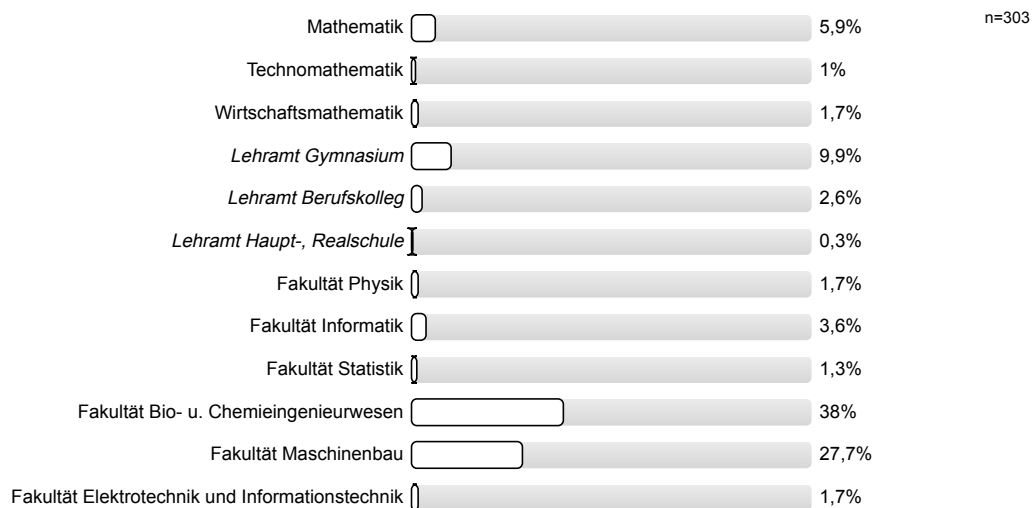 n=303
Mathematik 5,9%
Technomathematik 1%
Wirtschaftsmathematik 1,7%
Lehramt Gymnasium 9,9%
Lehramt Berufskolleg 2,6%
Lehramt Haupt-, Realschule 0,3%
Fakultät Physik 1,7%
Fakultät Informatik 3,6%
Fakultät Statistik 1,3%
Fakultät Bio- u. Chemieingenieurwesen 38%
Fakultät Maschinenbau 27,7%
Fakultät Elektrotechnik und Informationstechnik 1,7%